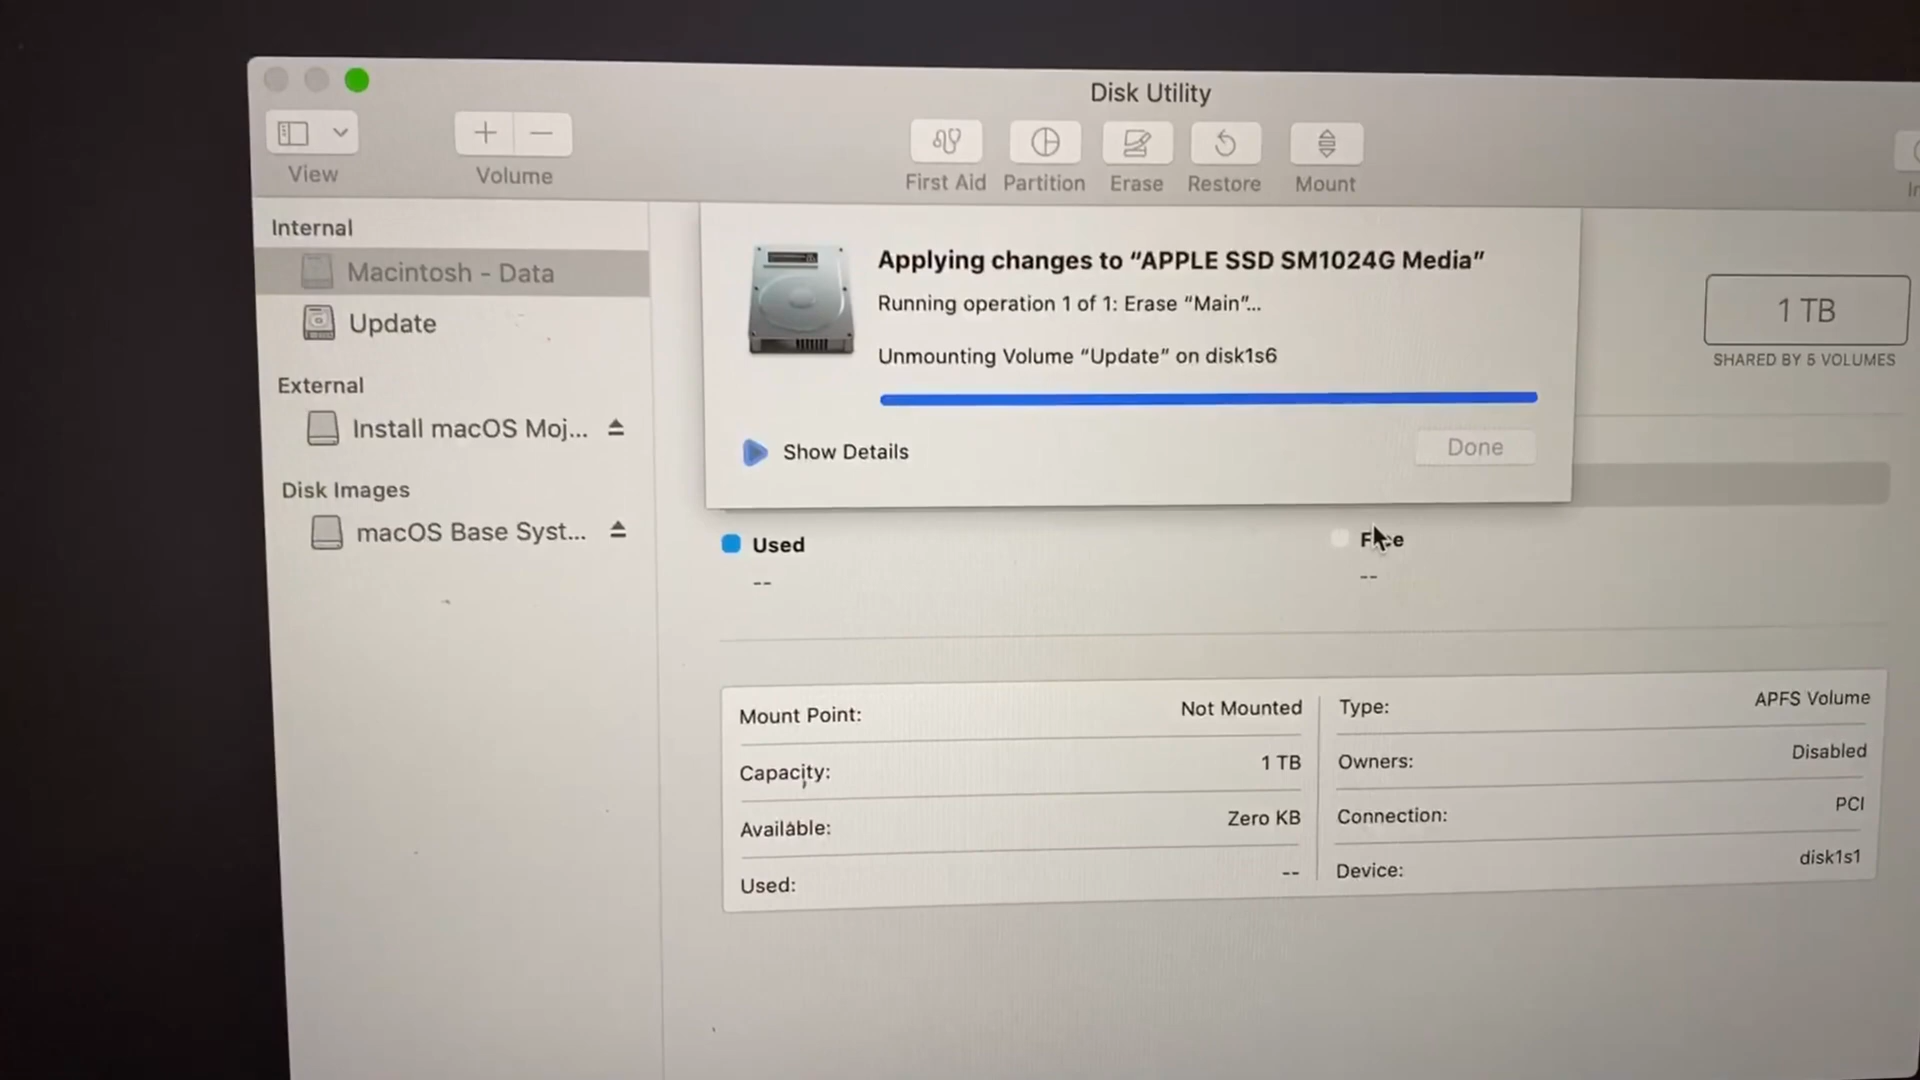 Disk Utility
View
Volume
First Aid
Partition
Erase
Restore
Mount
Internal
Macintosh - Data
Update
External
Install macOS Moj...
Disk Images
macOS Base Syst...
Applying changes to “APPLE SSD SM1024G Media”
Running operation 1 of 1: Erase “Main”...
Unmounting Volume “Update” on disk1s6
Show Details
Done
1 TB
SHARED BY 5 VOLUMES
Used
--
Free
--
Mount Point: Not Mounted
Capacity: 1 TB
Available: Zero KB
Used: --
Type: APFS Volume
Owners: Disabled
Connection: PCI
Device: disk1s1